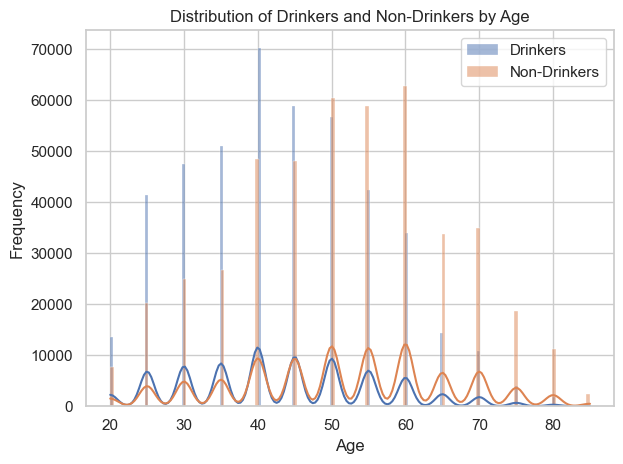 Distribution of Drinkers and Non-Drinkers by Age
Drinkers
Non-Drinkers
70000
60000
50000
40000
30000
20000
10000
0
Frequency
20 30 40 50 60 70 80
Age